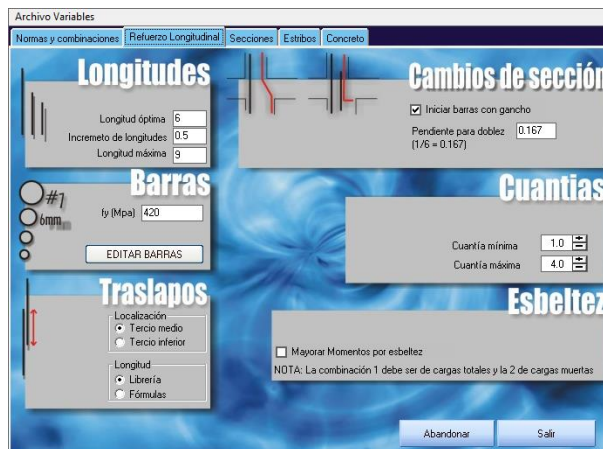 Archivo Variables
Normas y combinaciones Refuerzo Longitudinal Secciones Estribos Concreto
Longitudes
Longitud óptima 6
Incremeto de longitudes 0.5
Longitud máxima 9
Barras
#1
6mm
fy (Mpa) 420
EDITAR BARRAS
Traslapos
Localización
Tercio medio
Tercio inferior
Longitud
Librería
Fórmulas
Cambios de sección
Iniciar barras con gancho
Pendiente para doblez 0.167
(1/6 = 0.167)
Cuantias
Cuantía mínima 1.0
Cuantía máxima 4.0
Esbeltez
Mayorar Momentos por esbeltez
NOTA: La combinación 1 debe ser de cargas totales y la 2 de cargas muertas
Abandonar Salir